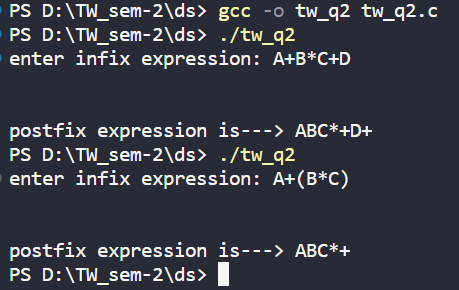 PS D:\TW_sem-2\ds> gcc -o tw_q2 tw_q2.c
PS D:\TW_sem-2\ds> ./tw_q2
enter infix expression: A+B*C+D
postfix expression is---> ABC*+D+
PS D:\TW_sem-2\ds> ./tw_q2
enter infix expression: A+(B*C)
postfix expression is---> ABC*+
PS D:\TW_sem-2\ds>